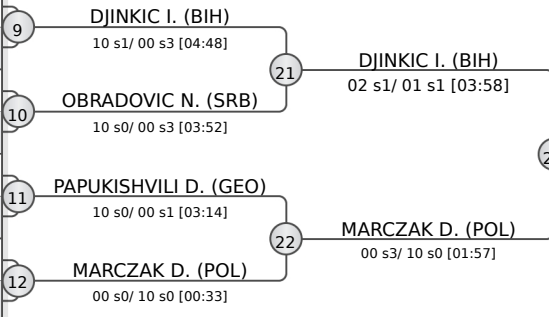 9
DJINKIC I. (BIH)
10 s1/ 00 s3 [04:48]
21
DJINKIC I. (BIH)
02 s1/ 01 s1 [03:58]
10
OBRADOVIC N. (SRB)
10 s0/ 00 s3 [03:52]
11
PAPUKISHVILI D. (GEO)
10 s0/ 00 s1 [03:14]
22
MARCZAK D. (POL)
00 s3/ 10 s0 [01:57]
12
MARCZAK D. (POL)
00 s0/ 10 s0 [00:33]